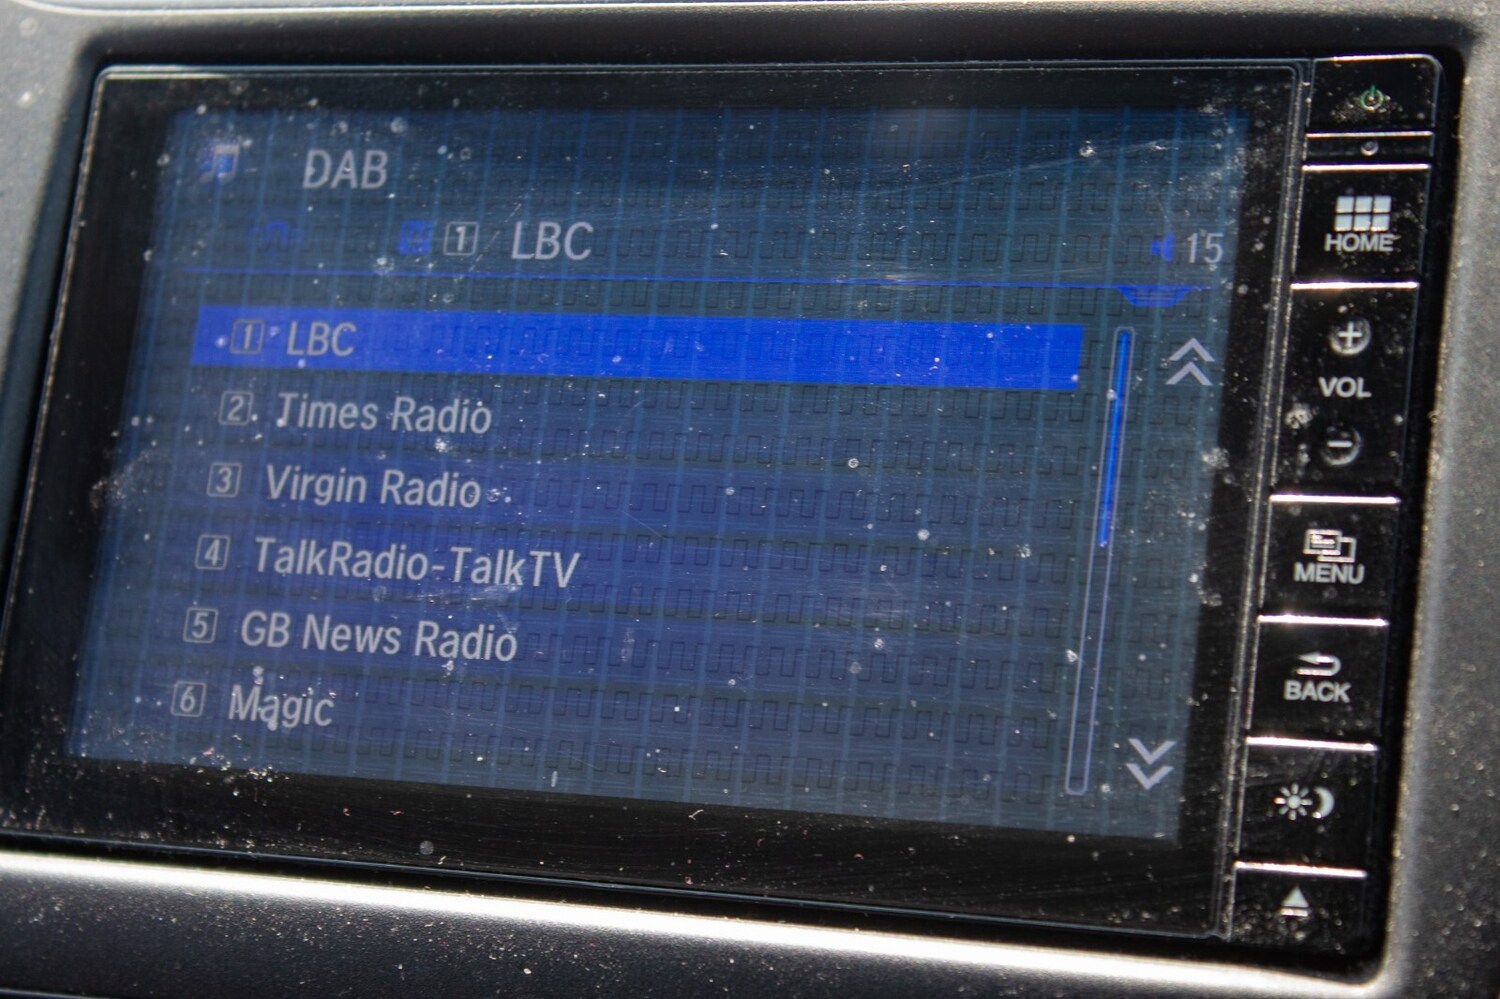 DAB
1 LBC 15
1 LBC
2 Times Radio
3 Virgin Radio
4 TalkRadio-TalkTV
5 GB News Radio
6 Magic
HOME
+
VOL
-
MENU
BACK